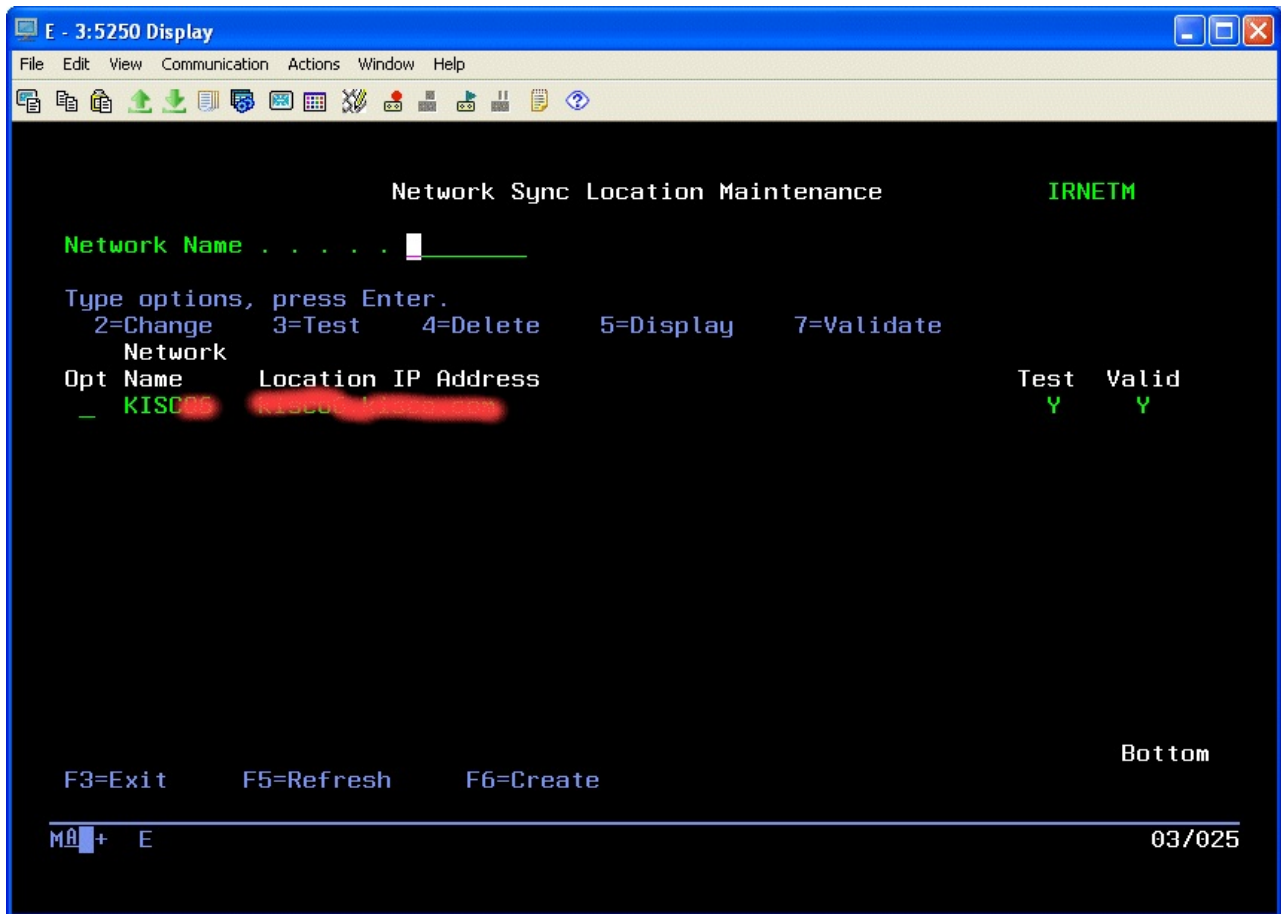 E - 3:5250 Display
File Edit View Communication Actions Window Help
Network Sync Location Maintenance IRNETM
Network Name . . . . .
Type options, press Enter.
2=Change 3=Test 4=Delete 5=Display 7=Validate
Network
Opt Name Location IP Address Test Valid
_ Y Y
Bottom
F3=Exit F5=Refresh F6=Create
MA + E 03/025